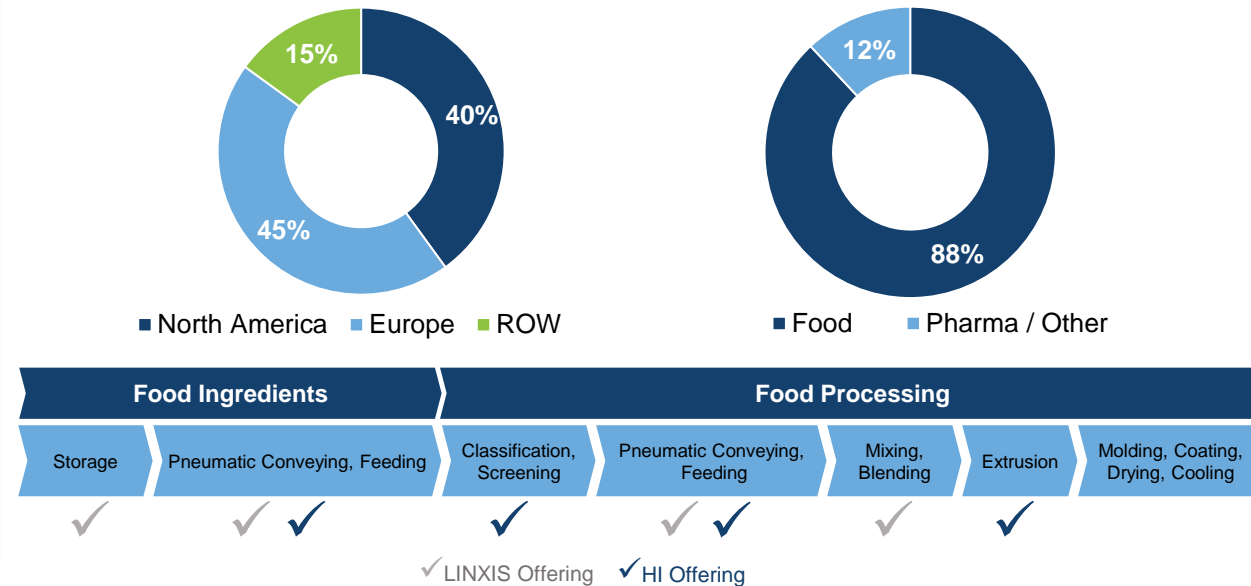 15%
40%
45%
North America Europe ROW
12%
88%
Food Pharma / Other
Food Ingredients
Food Processing
Storage
Pneumatic Conveying, Feeding
Classification,
Screening
Pneumatic Conveying,
Feeding
Mixing,
Blending
Extrusion
Molding, Coating,
Drying, Cooling
LINXIS Offering HI Offering